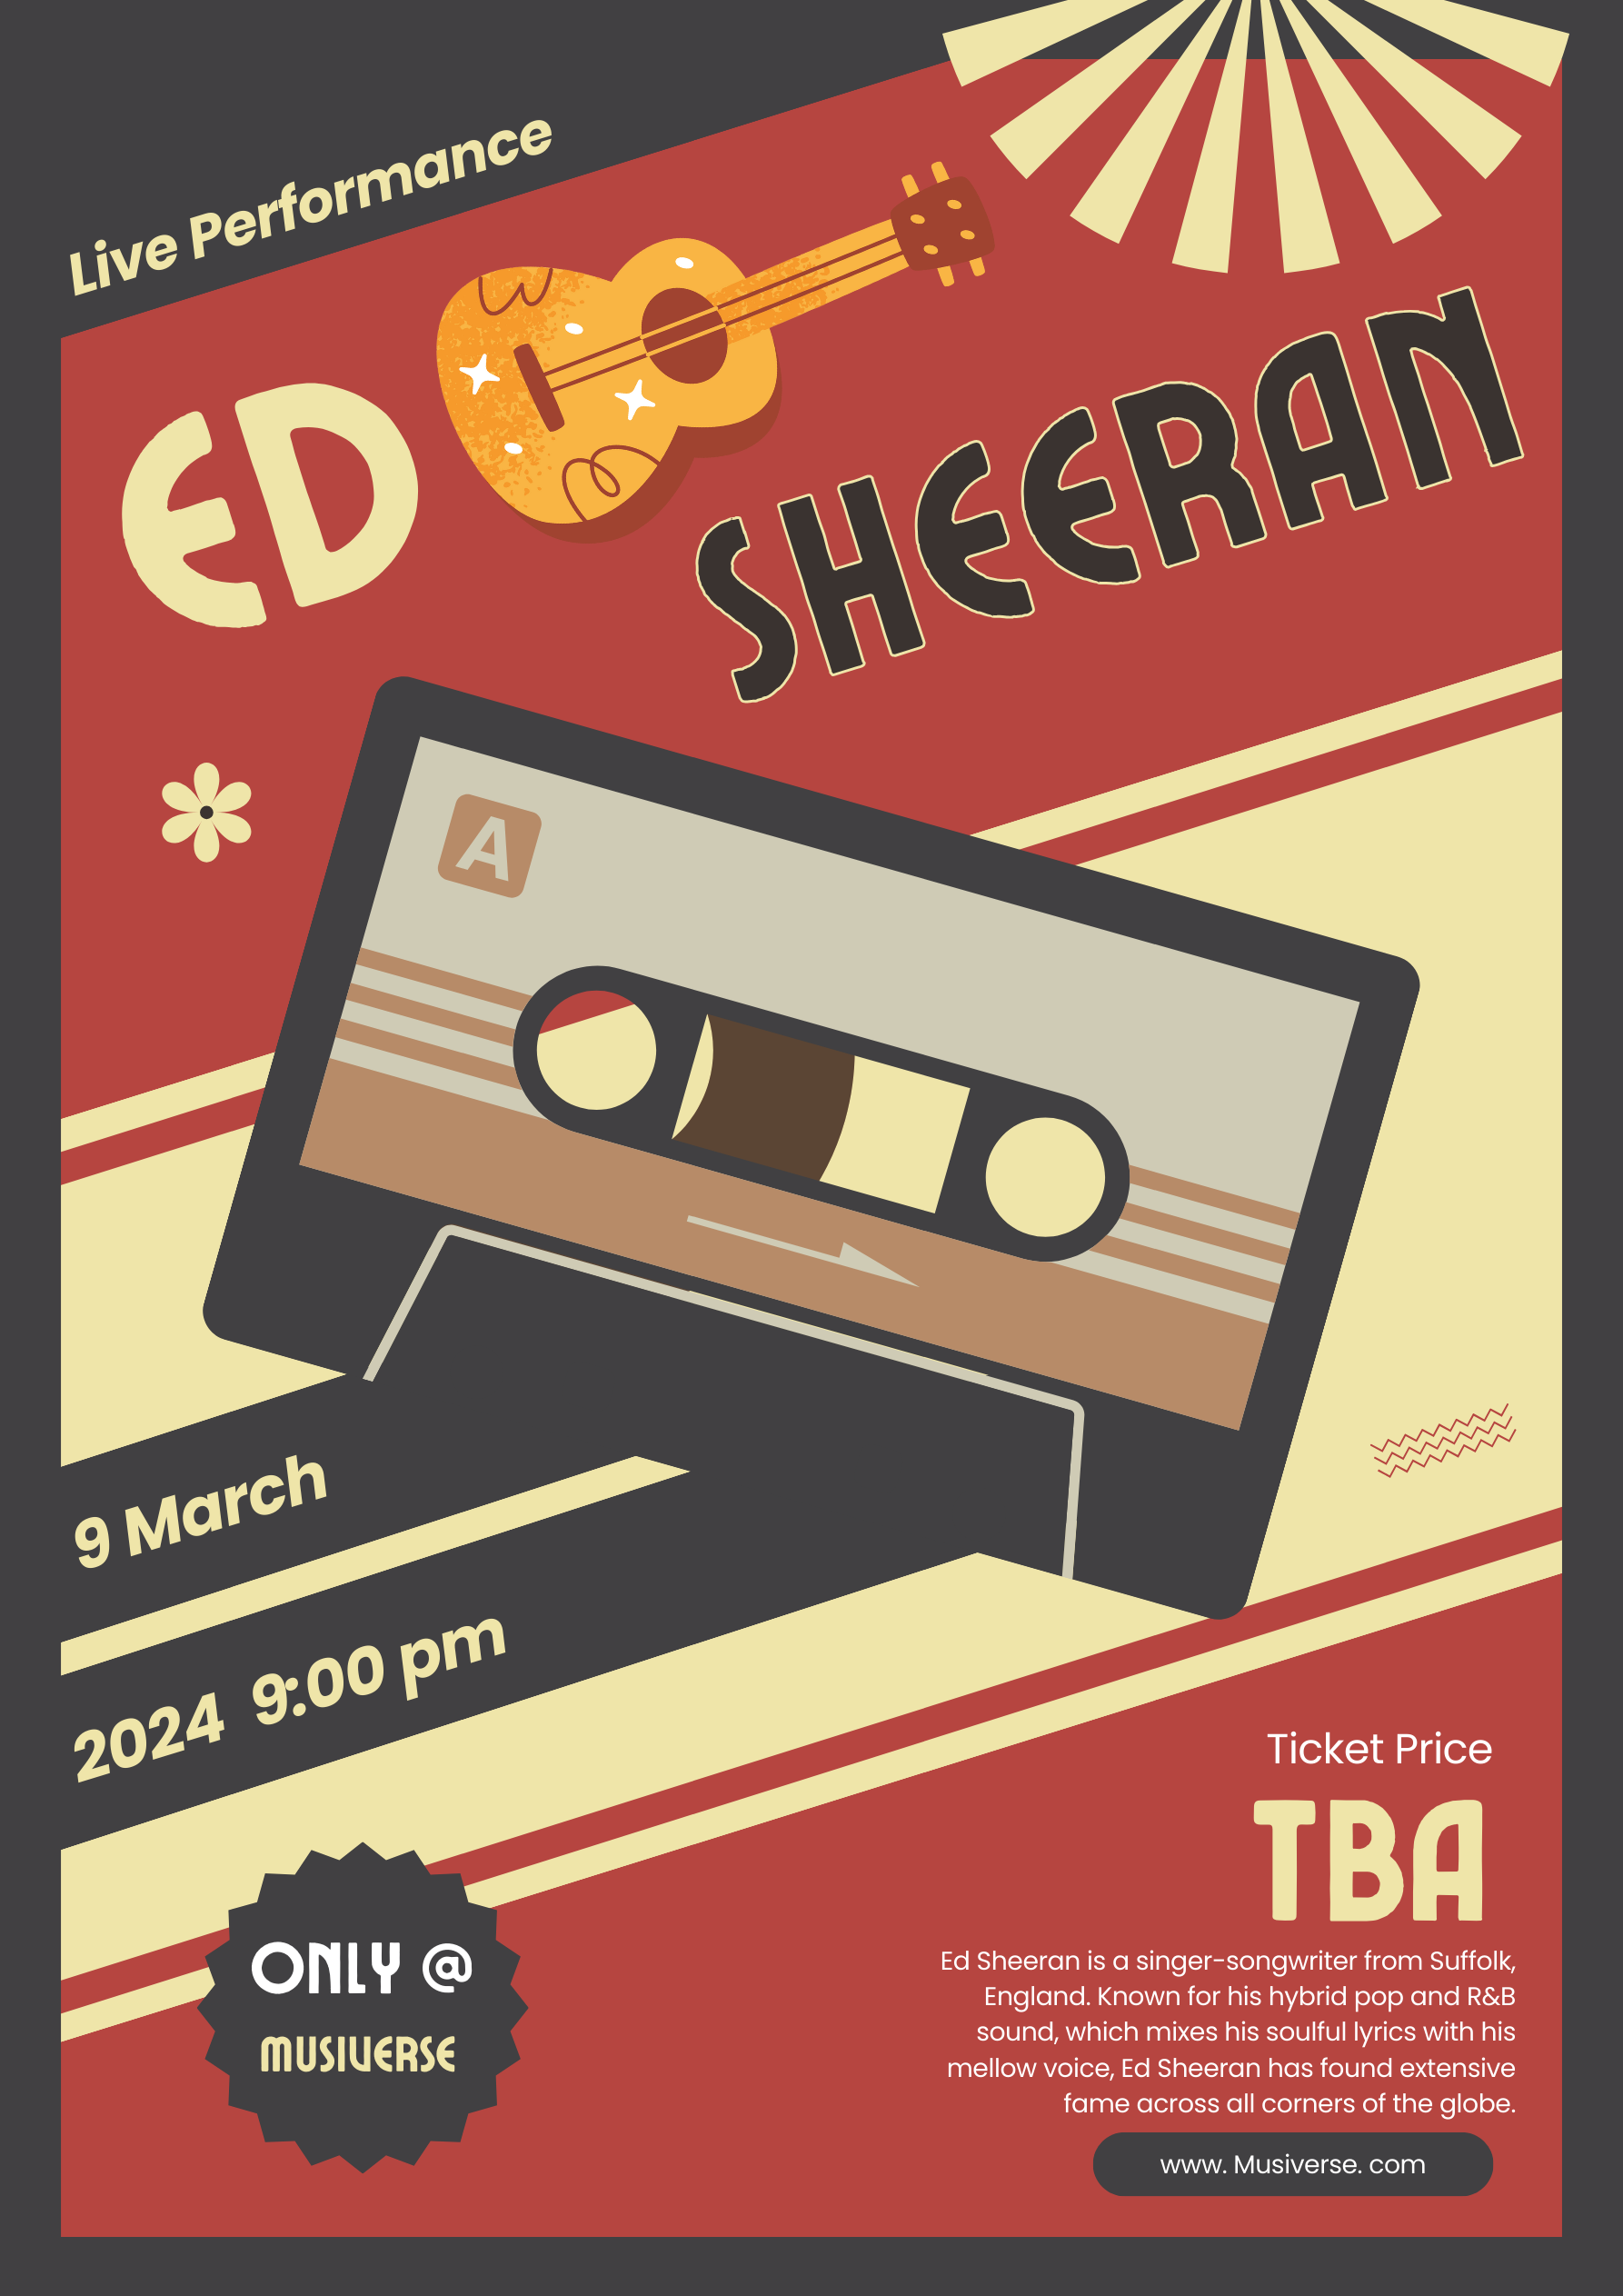 Live Performance
ED
SHEERAN
A
9 March
2024 9:00 pm
Ticket Price
TBA
Ed Sheeran is a singer-songwriter from Suffolk,
England. Known for his hybrid pop and R&B
sound, which mixes his soulful lyrics with his
mellow voice, Ed Sheeran has found extensive
fame across all corners of the globe.
www. Musiverse. com
ONLY @
MUSIVERSE